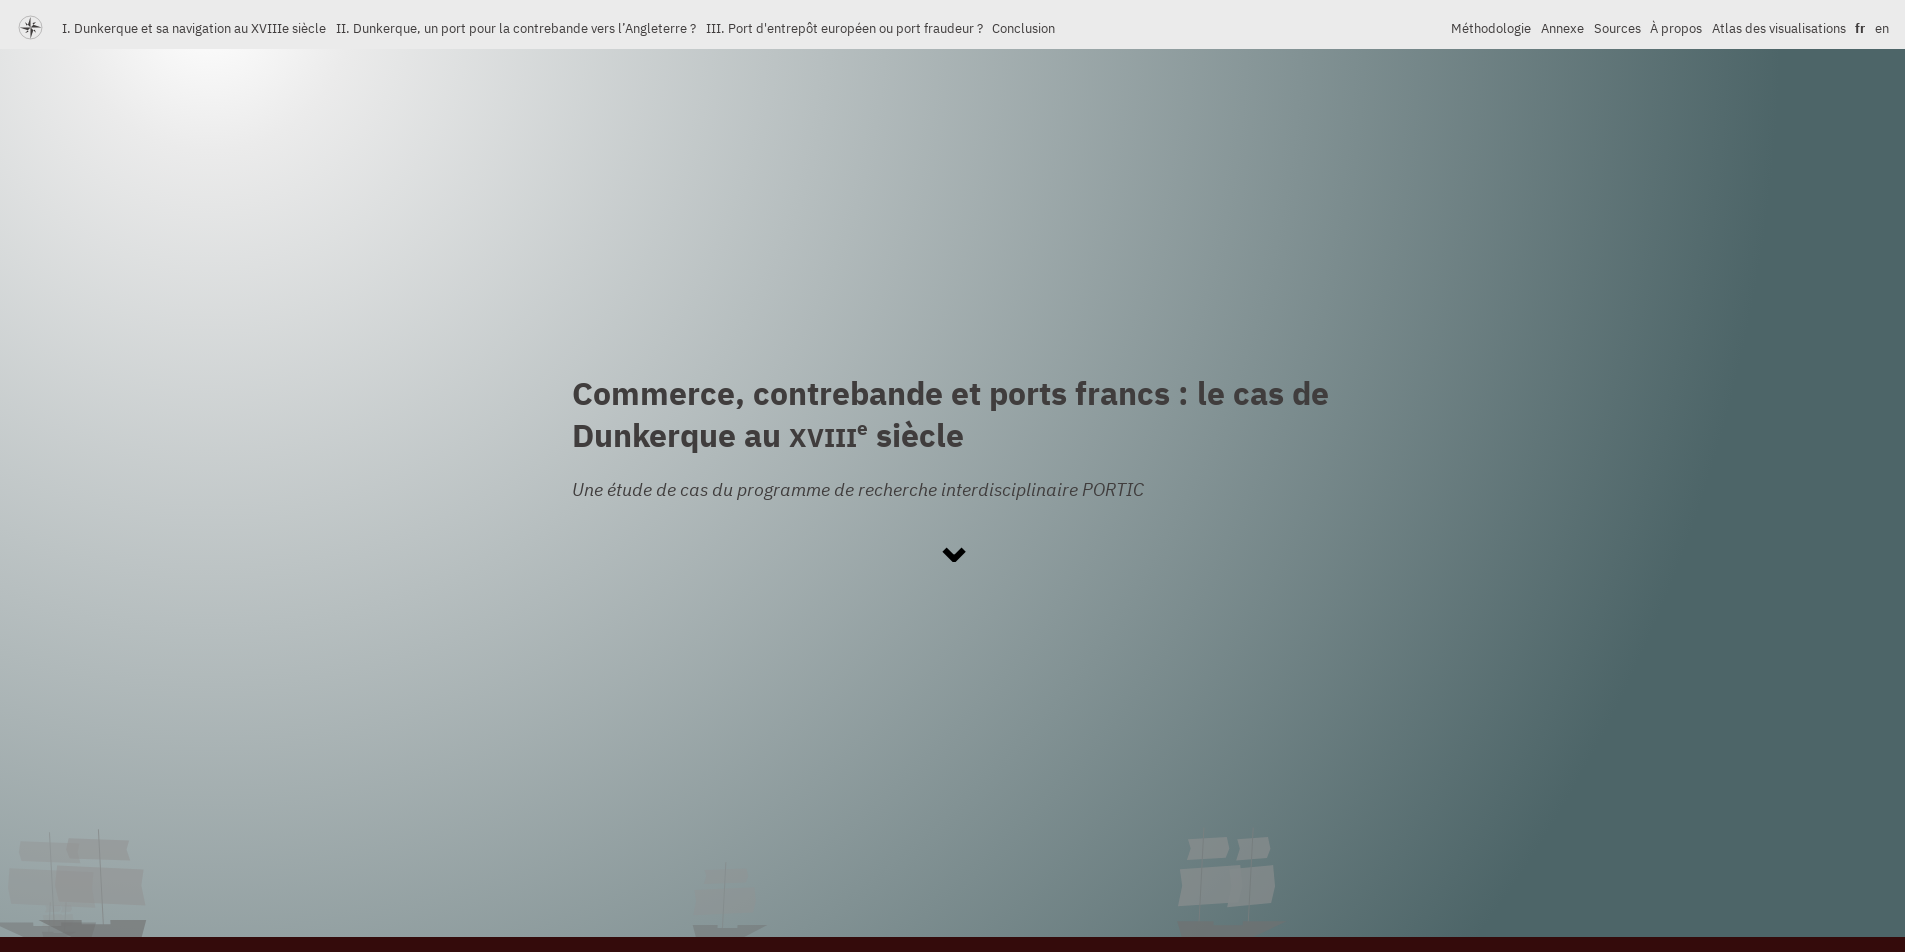 I. Dunkerque et sa navigation au XVIIIe siècle II. Dunkerque, un port pour la contrebande vers l’Angleterre ? III. Port d'entrepôt européen ou port fraudeur ? Conclusion Méthodologie Annexe Sources À propos Atlas des visualisations fr en
Commerce, contrebande et ports francs : le cas de
Dunkerque au XVIIIe siècle
Une étude de cas du programme de recherche interdisciplinaire PORTIC